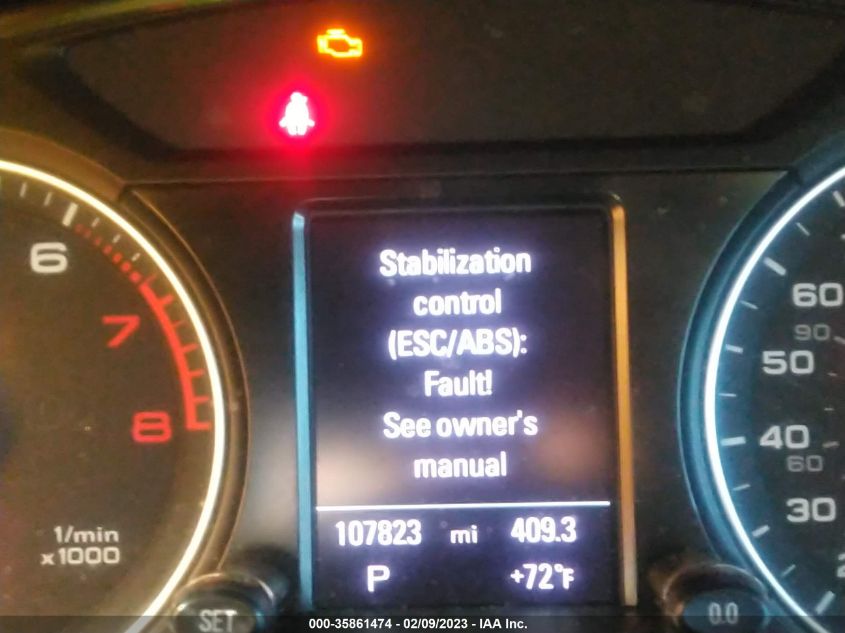 Stabilization
control
(ESC/ABS):
Fault!
See owner's
manual
107823 mi 409.3
P +72°F
6
7
8
1/min
x1000
SET
60
90
50
40
60
30
0.0
000-35861474 - 02/09/2023 - IAA Inc.